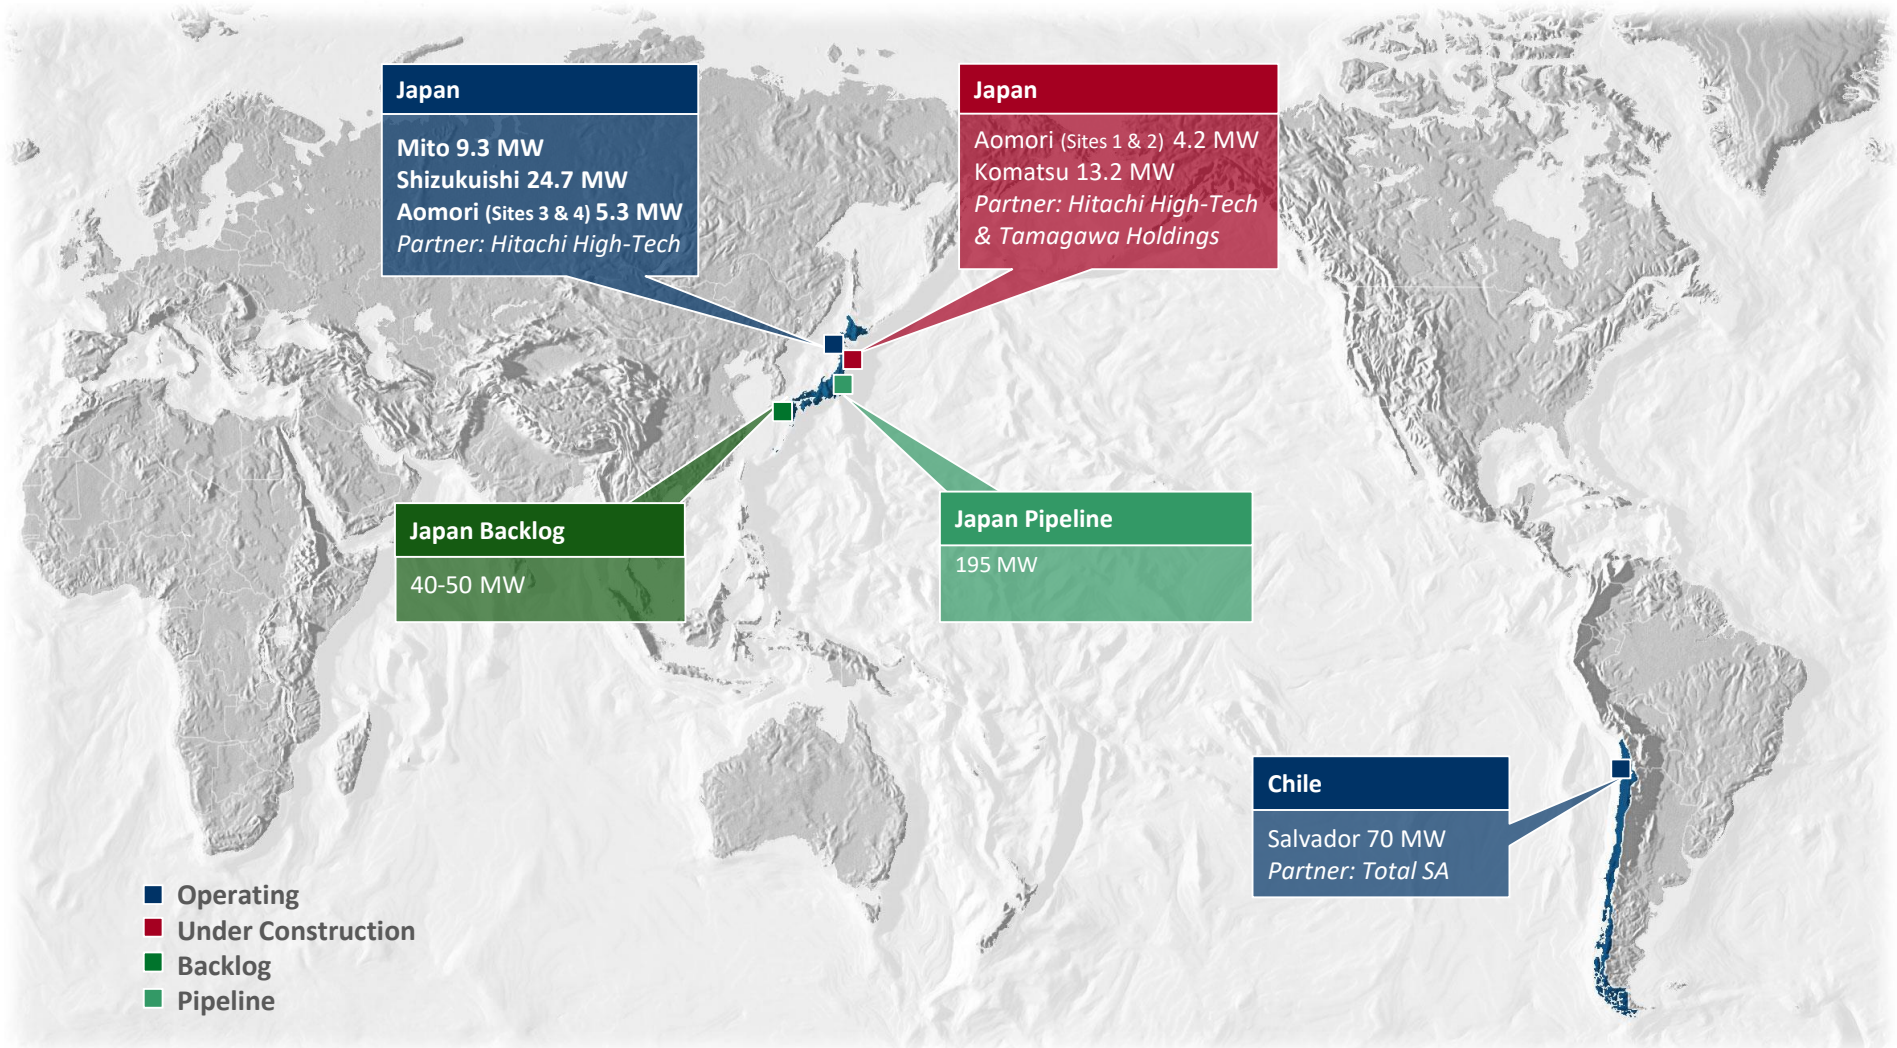 Japan
Mito 9.3 MW
Shizukuishi 24.7 MW
Aomori (Sites 3 & 4) 5.3 MW
Partner: Hitachi High-Tech
Japan
Aomori (Sites 1 & 2) 4.2 MW
Komatsu 13.2 MW
Partner: Hitachi High-Tech
& Tamagawa Holdings
Japan Backlog
40-50 MW
Japan Pipeline
195 MW
Chile
Salvador 70 MW
Partner: Total SA
Operating
Under Construction
Backlog
Pipeline